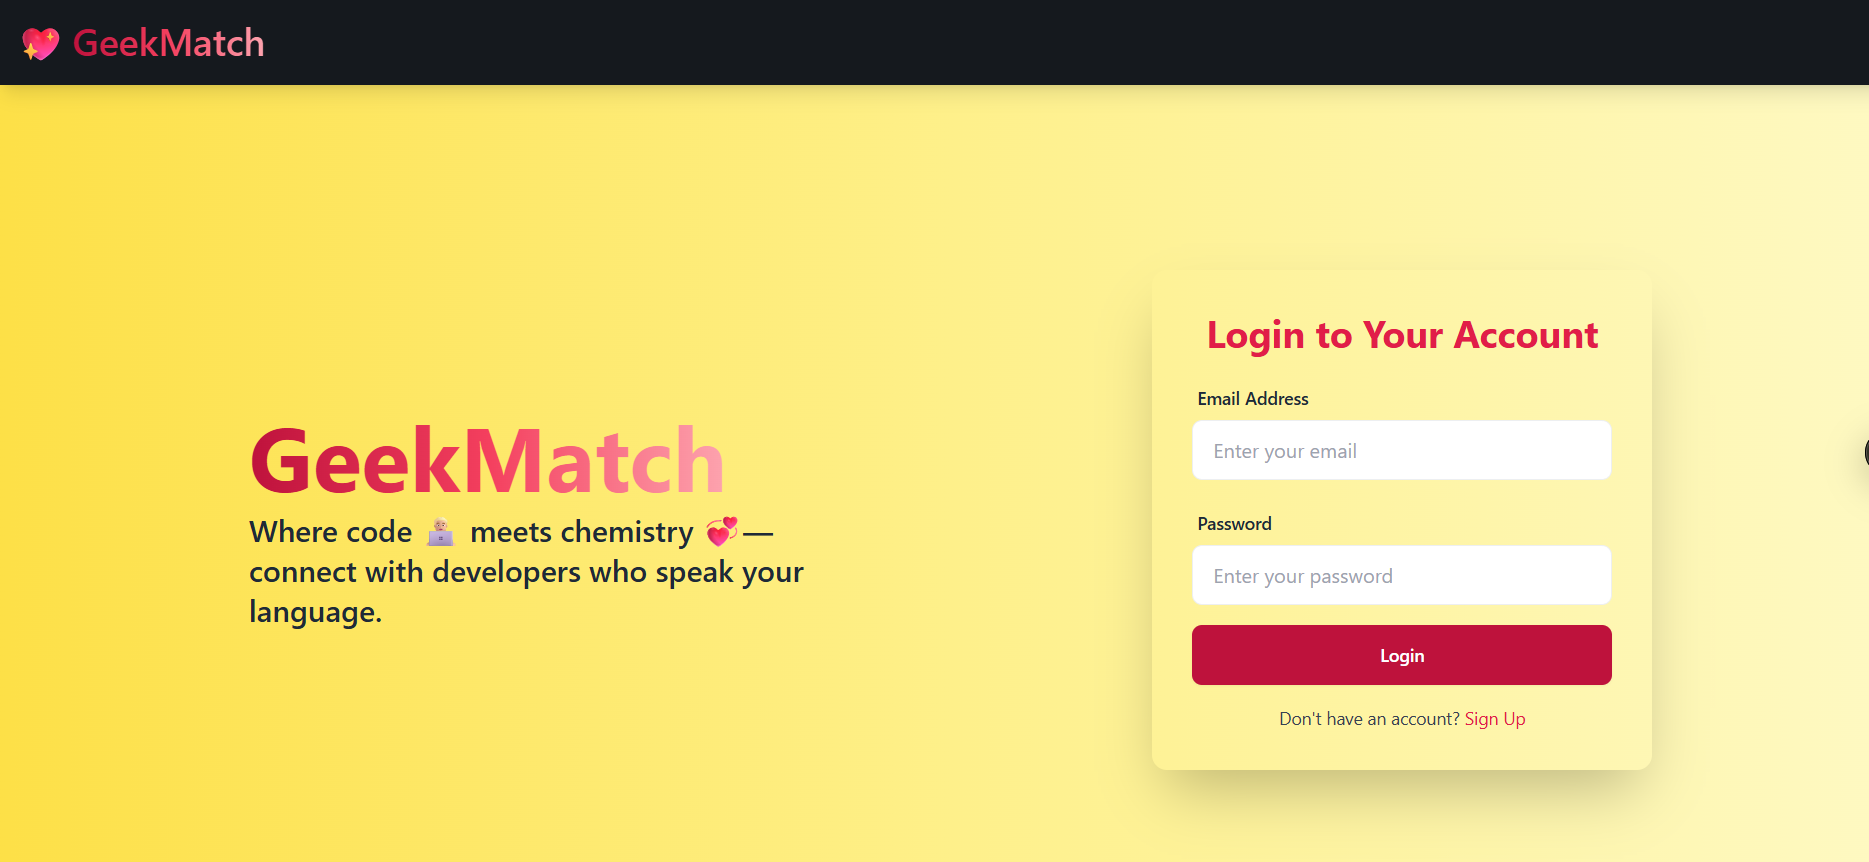 💖 GeekMatch
GeekMatch
Where code 🧑🏼‍💻 meets chemistry 💞—
connect with developers who speak your
language.
Login to Your Account
Email Address
Enter your email
Password
Enter your password
Login
Don't have an account? Sign Up